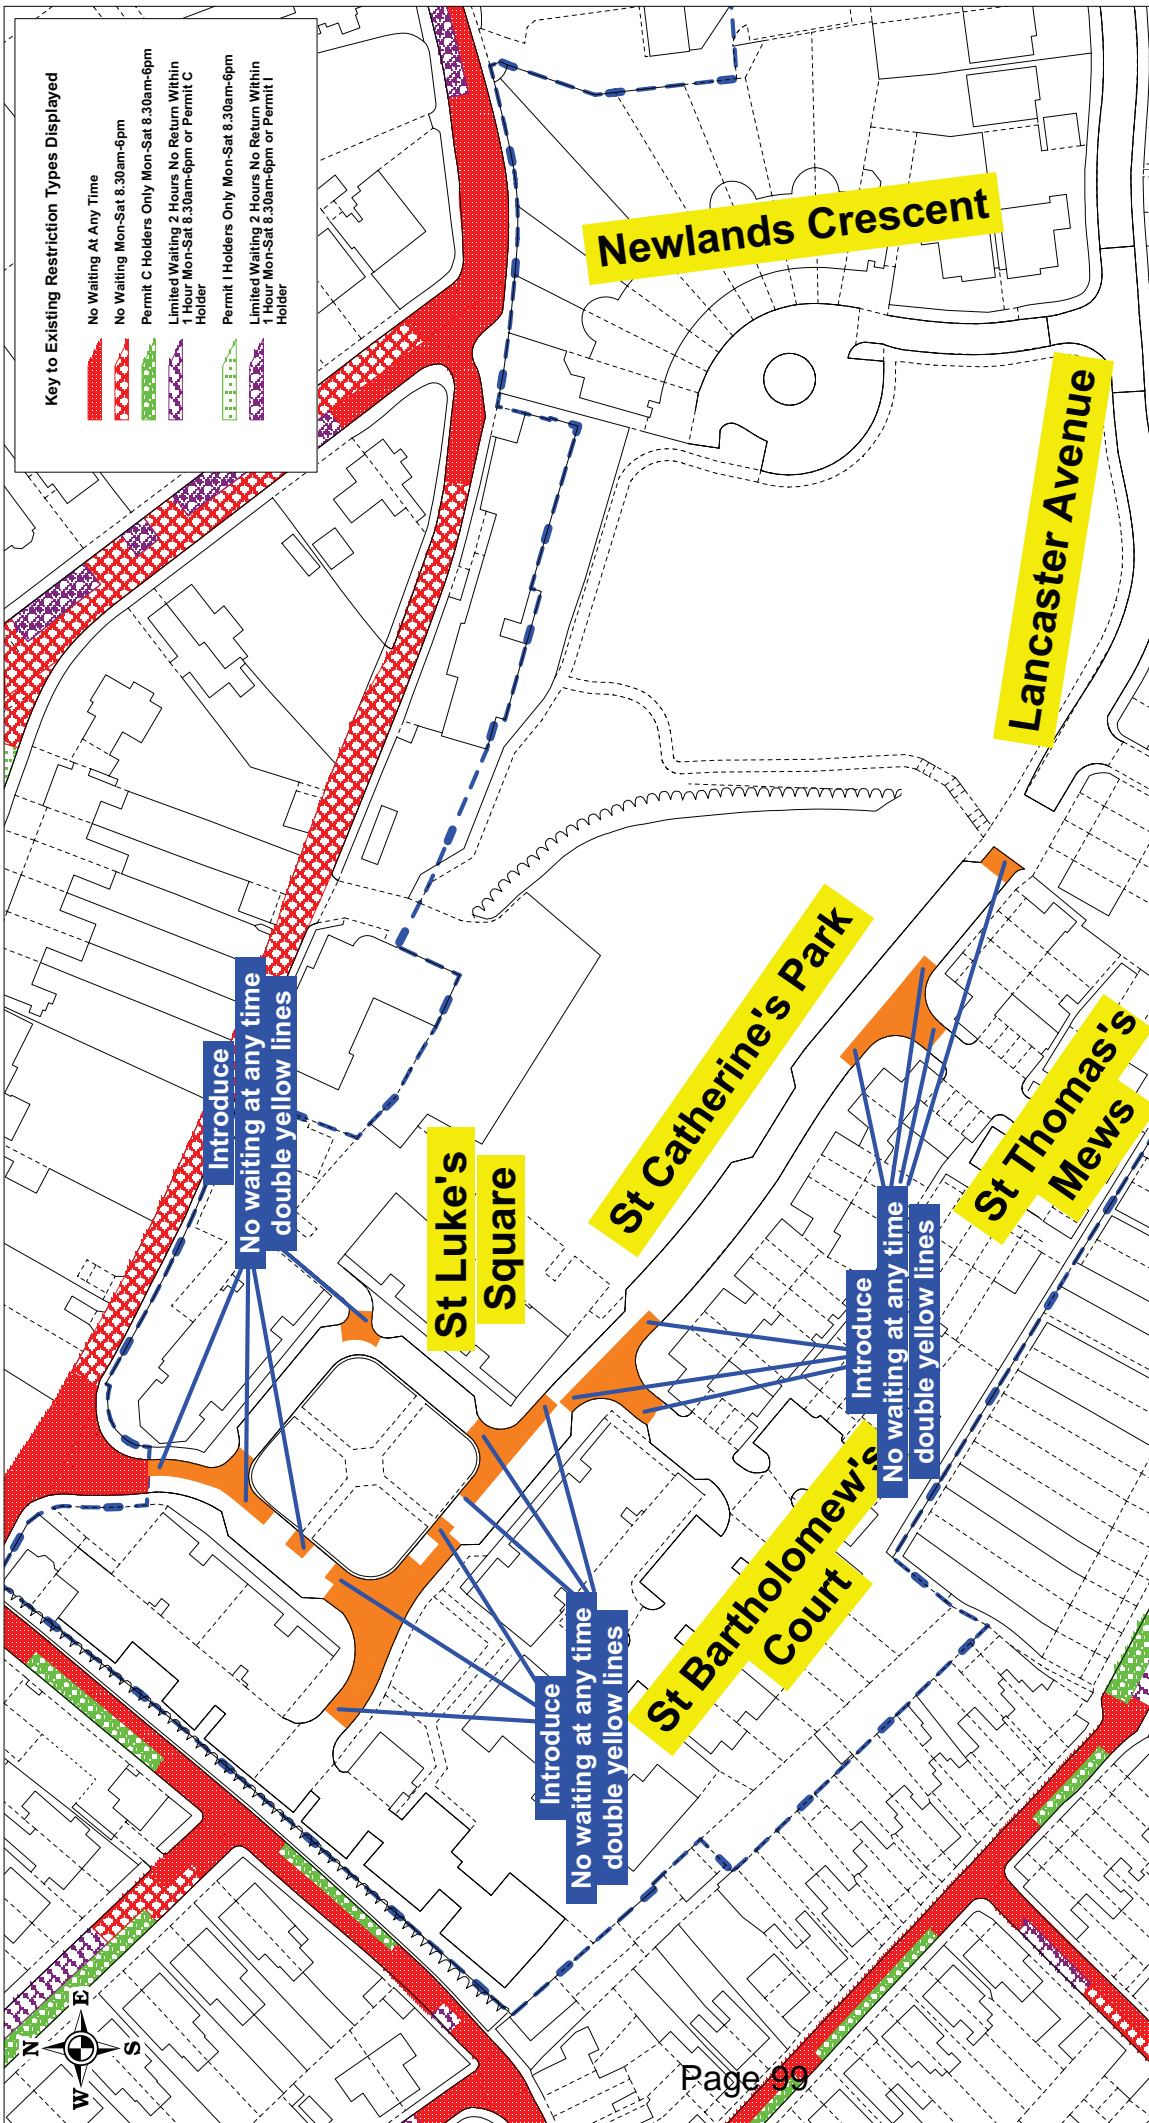 Key to Existing Restriction Types Displayed
No Waiting At Any Time
No Waiting Mon-Sat 8.30am-6pm
Permit C Holders Only Mon-Sat 8.30am-6pm
Limited Waiting 2 Hours No Return Within
1 Hour Mon-Sat 8.30am-6pm or Permit C
Holder
Permit I Holders Only Mon-Sat 8.30am-6pm
Limited Waiting 2 Hours No Return Within
1 Hour Mon-Sat 8.30am-6pm or Permit I
Holder
Newlands Crescent
Lancaster Avenue
Introduce
No waiting at any time
double yellow lines
St Luke's
Square
St Catherine's Park
St Thomas's
Mews
Introduce
No waiting at any time
double yellow lines
St Bartholomew's
Court
Introduce
No waiting at any time
double yellow lines
N
E
S
W
Page 99